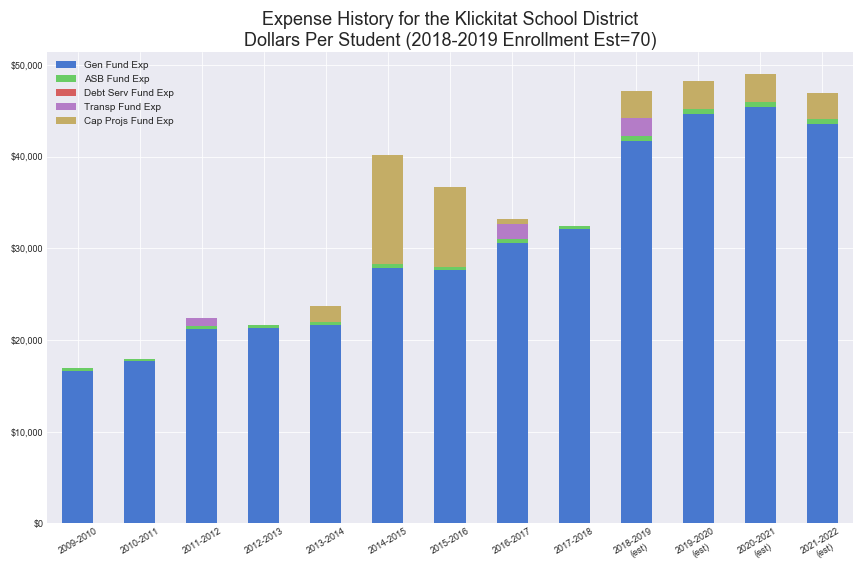 Expense History for the Klickitat School District
Dollars Per Student (2018-2019 Enrollment Est=70)
Gen Fund Exp
ASB Fund Exp
Debt Serv Fund Exp
Transp Fund Exp
Cap Projs Fund Exp
$50,000
$40,000
$30,000
$20,000
$10,000
$0
2009-2010
2010-2011
2011-2012
2012-2013
2013-2014
2014-2015
2015-2016
2016-2017
2017-2018
2018-2019
(est)
2019-2020
(est)
2020-2021
(est)
2021-2022
(est)